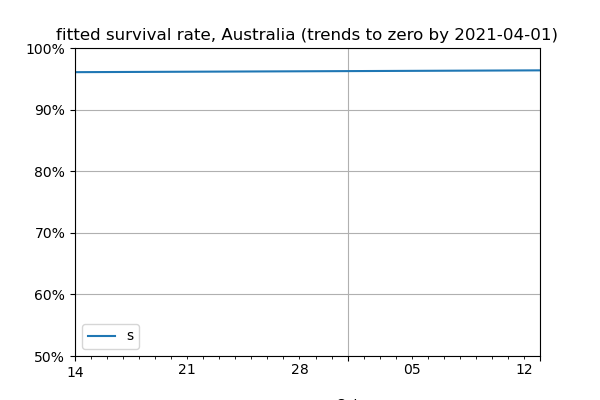 fitted survival rate, Australia (trends to zero by 2021-04-01)
100%
90%
80%
70%
60%
50%
s
14 21 28 05 12